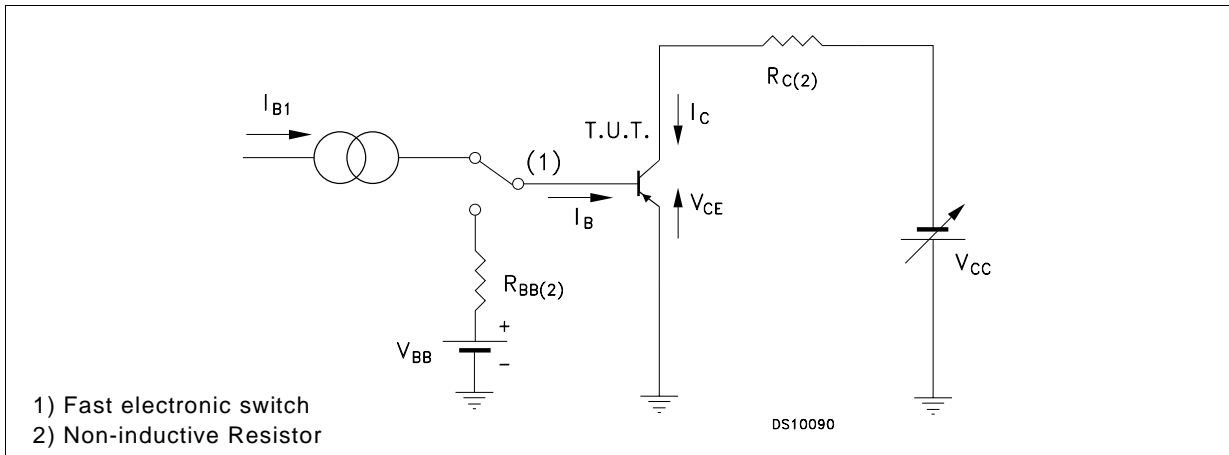 I_B1
(1)
I_B
V_BB
+
-
R_BB(2)
T.U.T.
I_C
V_CE
R_C(2)
V_CC
DS10090
1) Fast electronic switch
2) Non-inductive Resistor